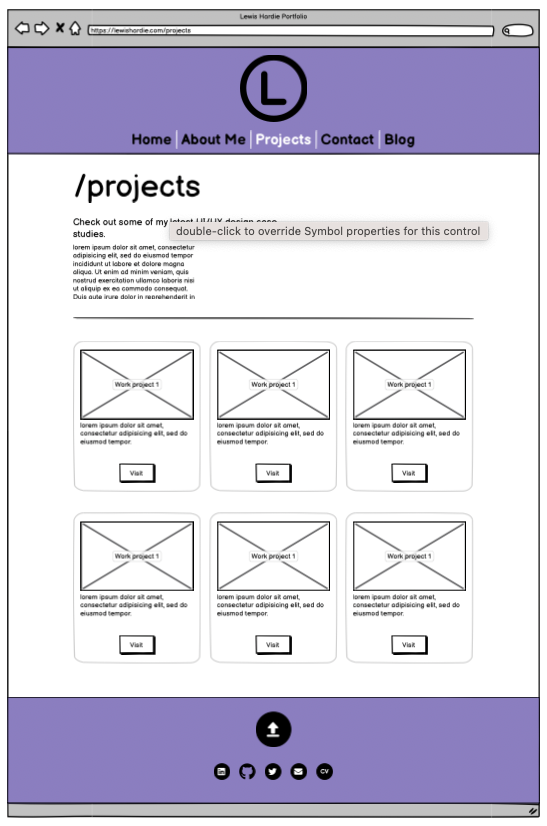 Lewis Hardie Portfolio
https://lewishardie.com/projects
L
Home About Me Projects Contact Blog
/projects
Check out some of my latest UI/UX design case
studies.
double-click to override Symbol properties for this control
lorem ipsum dolor sit amet,
consectetur adipisicing
elit, sed do eiusmod tempor
incididunt ut labore et dolore magna
aliqua. Ut enim ad minim veniam, quis
nostrud exercitation ullamco laboris nisi
ut aliquip ex ea commodo consequat.
Duis aute irure dolor in reprehenderit in
Work project 1
lorem ipsum dolor sit amet,
consectetur adipisicing elit, sed do
eiusmod tempor.
Visit
Work project 1
lorem ipsum dolor sit amet,
consectetur adipisicing elit, sed do
eiusmod tempor.
Visit
Work project 1
lorem ipsum dolor sit amet,
consectetur adipisicing elit, sed do
eiusmod tempor.
Visit
Work project 1
lorem ipsum dolor sit amet,
consectetur adipisicing elit, sed do
eiusmod tempor.
Visit
Work project 1
lorem ipsum dolor sit amet,
consectetur adipisicing elit, sed do
eiusmod tempor.
Visit
Work project 1
lorem ipsum dolor sit amet,
consectetur adipisicing elit, sed do
eiusmod tempor.
Visit
in
CV